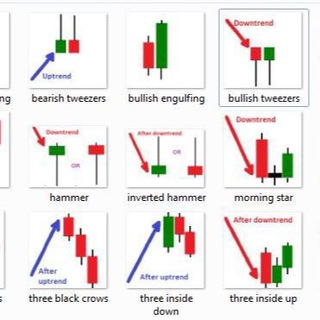 Uptrend
Downtrend
ng
bearish tweezers
bullish engulfing
bullish tweezers
Downtrend
OR
After downtrend
OR
Downtrend
hammer
inverted hammer
morning star
After
uptrend
After uptrend
After downtrend
s
three black crows
three inside
down
three inside up